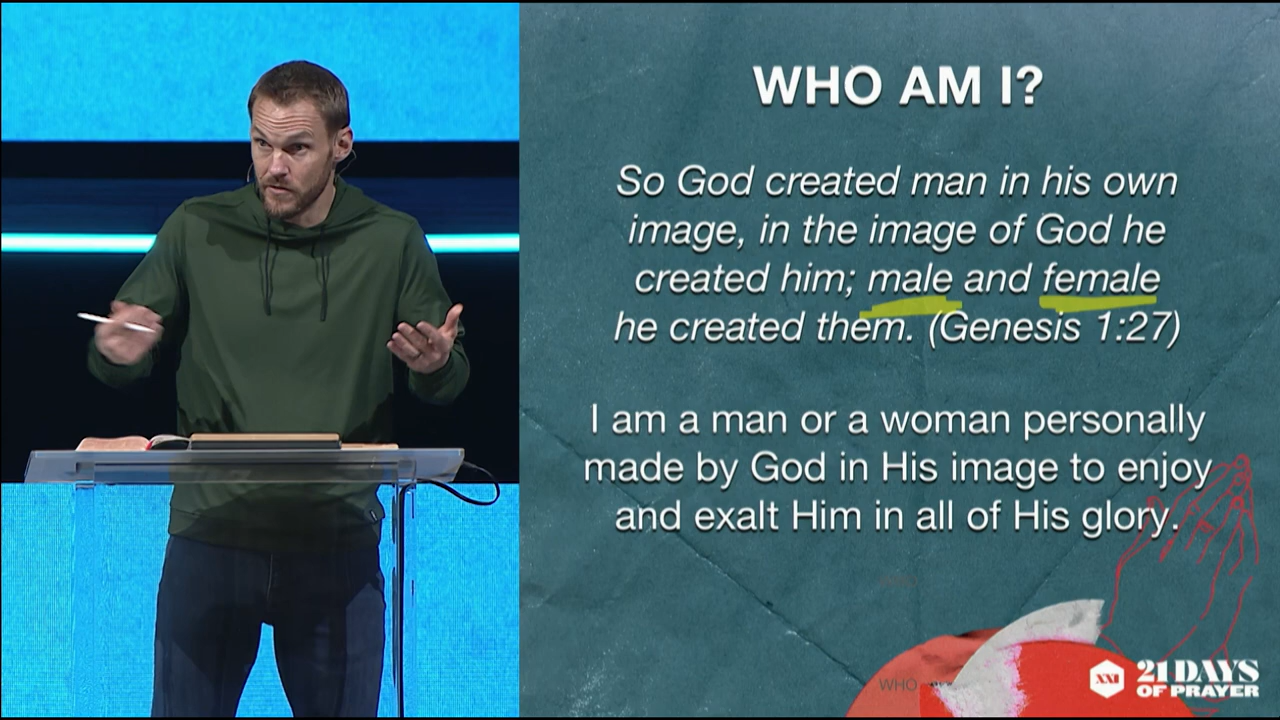 WHO AM I?
So God created man in his own
image, in the image of God he
created him; male and female
he created them. (Genesis 1:27)
I am a man or a woman personally
made by God in His image to enjoy
and exalt Him in all of His glory.
WHO
XXI
21 DAYS
OF PRAYER